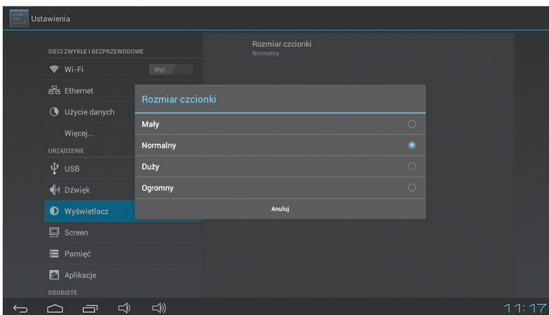 Ustawienia
SIECI ZWYKŁE I BEZPRZEWODOWE
Wi-Fi
Wył.
Ethernet
Użycie danych
Więcej...
URZĄDZENIE
USB
Dźwięk
Wyświetlacz
Screen
Pamięć
Aplikacje
OSOBISTE
Rozmiar czcionki
Normalny
Rozmiar czcionki
Mały
Normalny
Duży
Ogromny
Anuluj
11:17